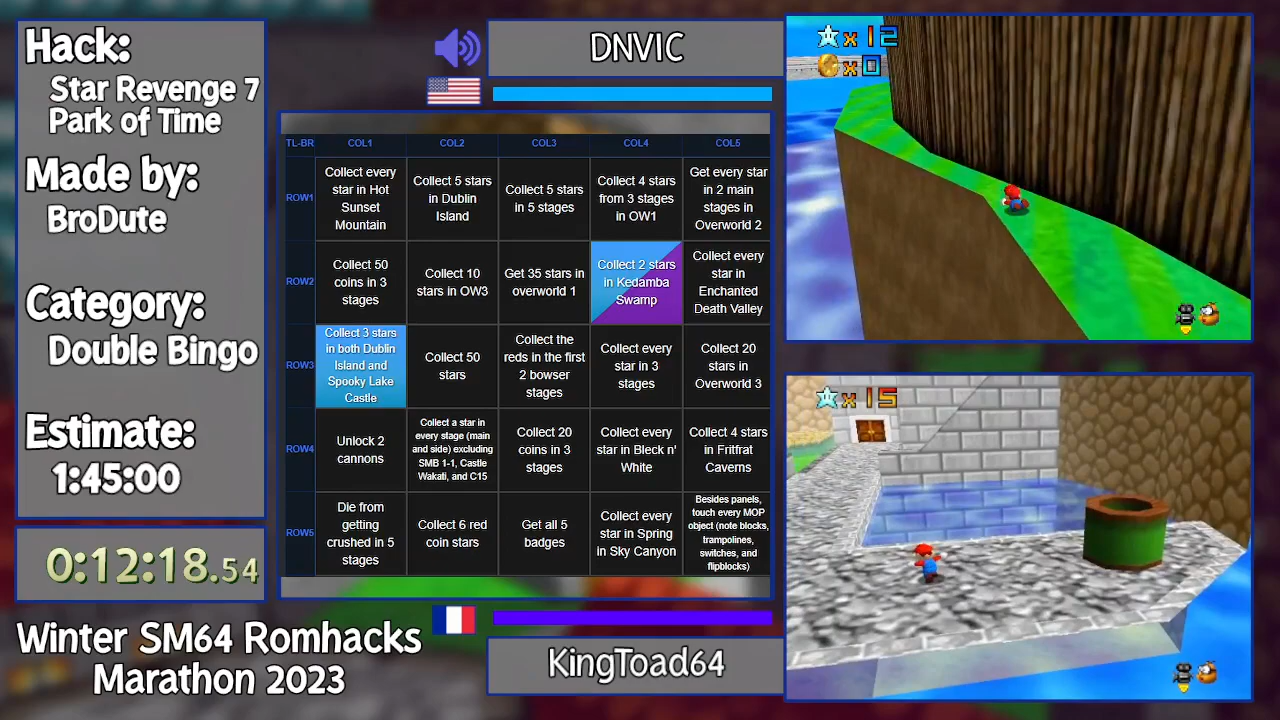 Hack:
Star Revenge 7
Park of Time
Made by:
BroDute
Category:
Double Bingo
Estimate:
1:45:00
0:12:18.54
Winter SM64 Romhacks
Marathon 2023
DNVIC
TL-BR COL1 COL2 COL3 COL4 COL5
ROW1
Collect every
star in Hot
Sunset
Mountain
Collect 5 stars
in Dublin
Island
Collect 5 stars
in 5 stages
Collect 4 stars
from 3 stages
in OW1
Get every star
in 2 main
stages in
Overworld 2
ROW2
Collect 50
coins in 3
stages
Collect 10
stars in OW3
Get 35 stars in
overworld 1
Collect 2 stars
in Kedamba
Swamp
Collect every
star in
Enchanted
Death Valley
ROW3
Collect 3 stars
in both Dublin
Island and
Spooky Lake
Castle
Collect 50
stars
Collect the
reds in the first
2 bowser
stages
Collect every
star in 3
stages
Collect 20
stars in
Overworld 3
ROW4
Unlock 2
cannons
Collect a star in
every stage (main
and side) excluding
SMB 1-1, Castle
Wakati, and C15
Collect 20
coins in 3
stages
Collect every
star in Bleck n'
White
Collect 4 stars
in Fritfrat
Caverns
ROW5
Die from
getting
crushed in 5
stages
Collect 6 red
coin stars
Get all 5
badges
Collect every
star in Spring
in Sky Canyon
Besides panels,
touch every MOP
object (note blocks,
trampolines,
switches, and
flipblocks)
KingToad64
x 12
x 0
x 15